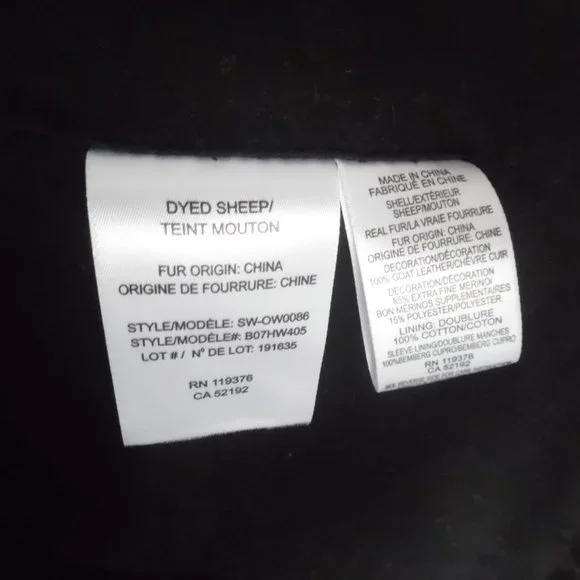 DYED SHEEP/
TEINT MOUTON
FUR ORIGIN: CHINA
ORIGINE DE FOURRURE: CHINE
STYLE/MODÈLE: SW-OW0086
STYLE/MODÈLE#: B07HW405
LOT # / N° DE LOT: 191635
RN 119376
CA 52192
MADE IN CHINA
FABRIQUÉ EN CHINE
SHELL/EXTÉRIEUR
SHEEP/MOUTON
REAL FUR/LA VRAIE FOURRURE
FUR ORIGIN: CHINA
ORIGINE DE FOURRURE: CHINE
DECORATION/DÉCORATION
100% GOAT LEATHER/CHÈVRE CUIR
DECORATION/DÉCORATION
85% EXTRA FINE MERINO/
BON MERINOS SUPPLEMENTAIRES
15% POLYESTER/POLYESTER
LINING: DOUBLURE
100% COTTON/COTON
SLEEVE LINING/DOUBLURE MANCHES
100%BEMBERG CUPRO/BEMBERG CUPRO
RN 119376
CA 52192